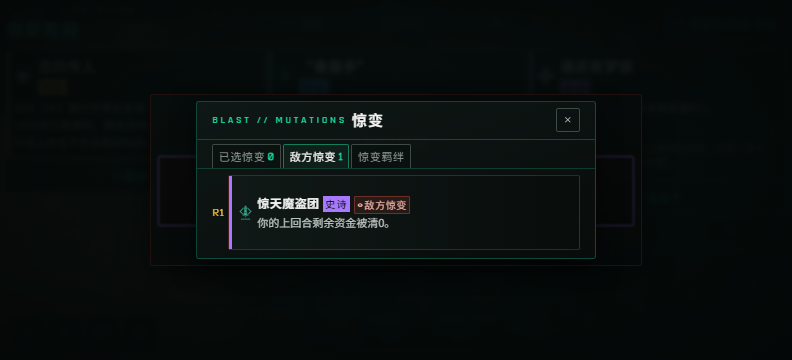 BLAST // MUTATIONS 惊变
×
已选惊变 0 敌方惊变 1 惊变羁绊
R1
惊天魔盗团 史诗 敌方惊变
你的上回合剩余资金被清0。